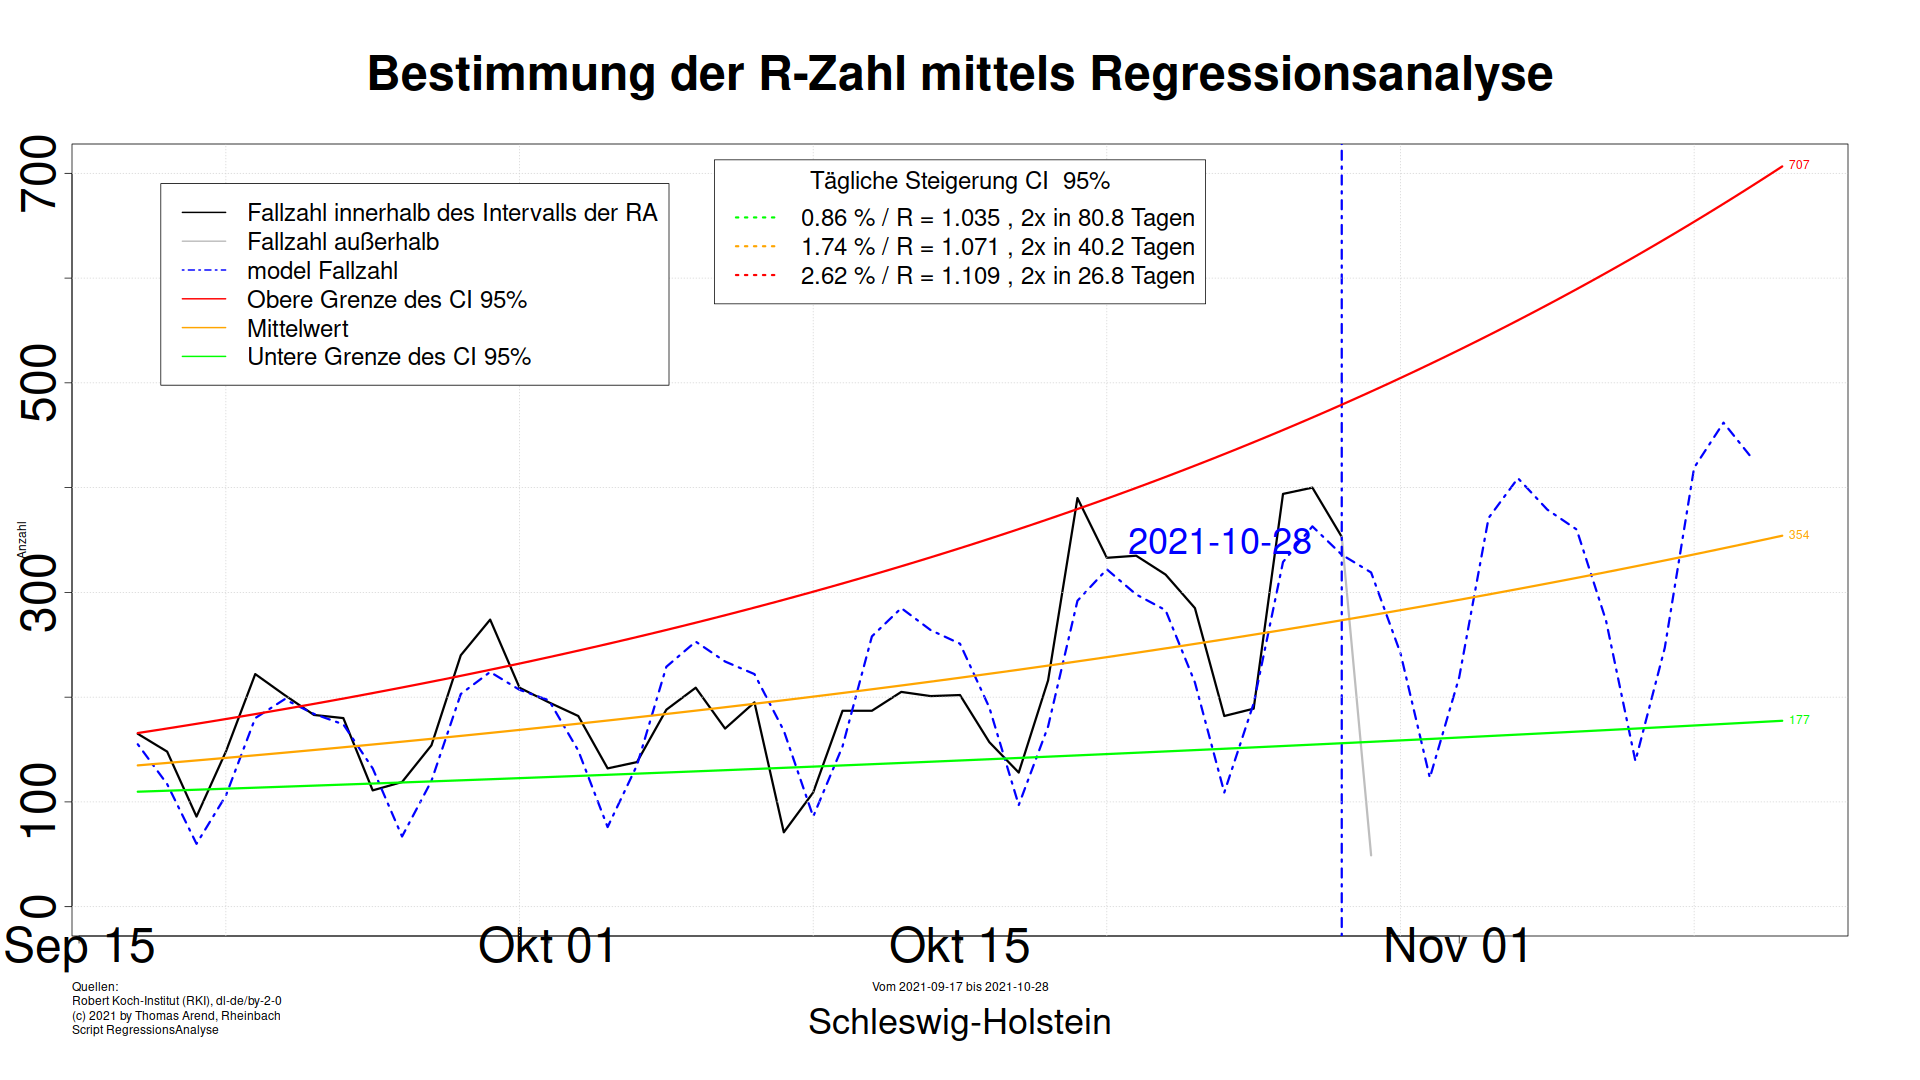 Bestimmung der R-Zahl mittels Regressionsanalyse
Fallzahl innerhalb des Intervalls der RA
Fallzahl außerhalb
model Fallzahl
Obere Grenze des CI 95%
Mittelwert
Untere Grenze des CI 95%
Tägliche Steigerung CI  95%
0.86 % / R = 1.035 , 2x in 80.8 Tagen
1.74 % / R = 1.071 , 2x in 40.2 Tagen
2.62 % / R = 1.109 , 2x in 26.8 Tagen
700
500
300
100
0
Anzahl
707
354
177
2021-10-28
Sep 15
Okt 01
Okt 15
Nov 01
Quellen:
Robert Koch-Institut (RKI), dl-de/by-2-0
(c) 2021 by Thomas Arend, Rheinbach
Script RegressionsAnalyse
Vom 2021-09-17 bis 2021-10-28
Schleswig-Holstein